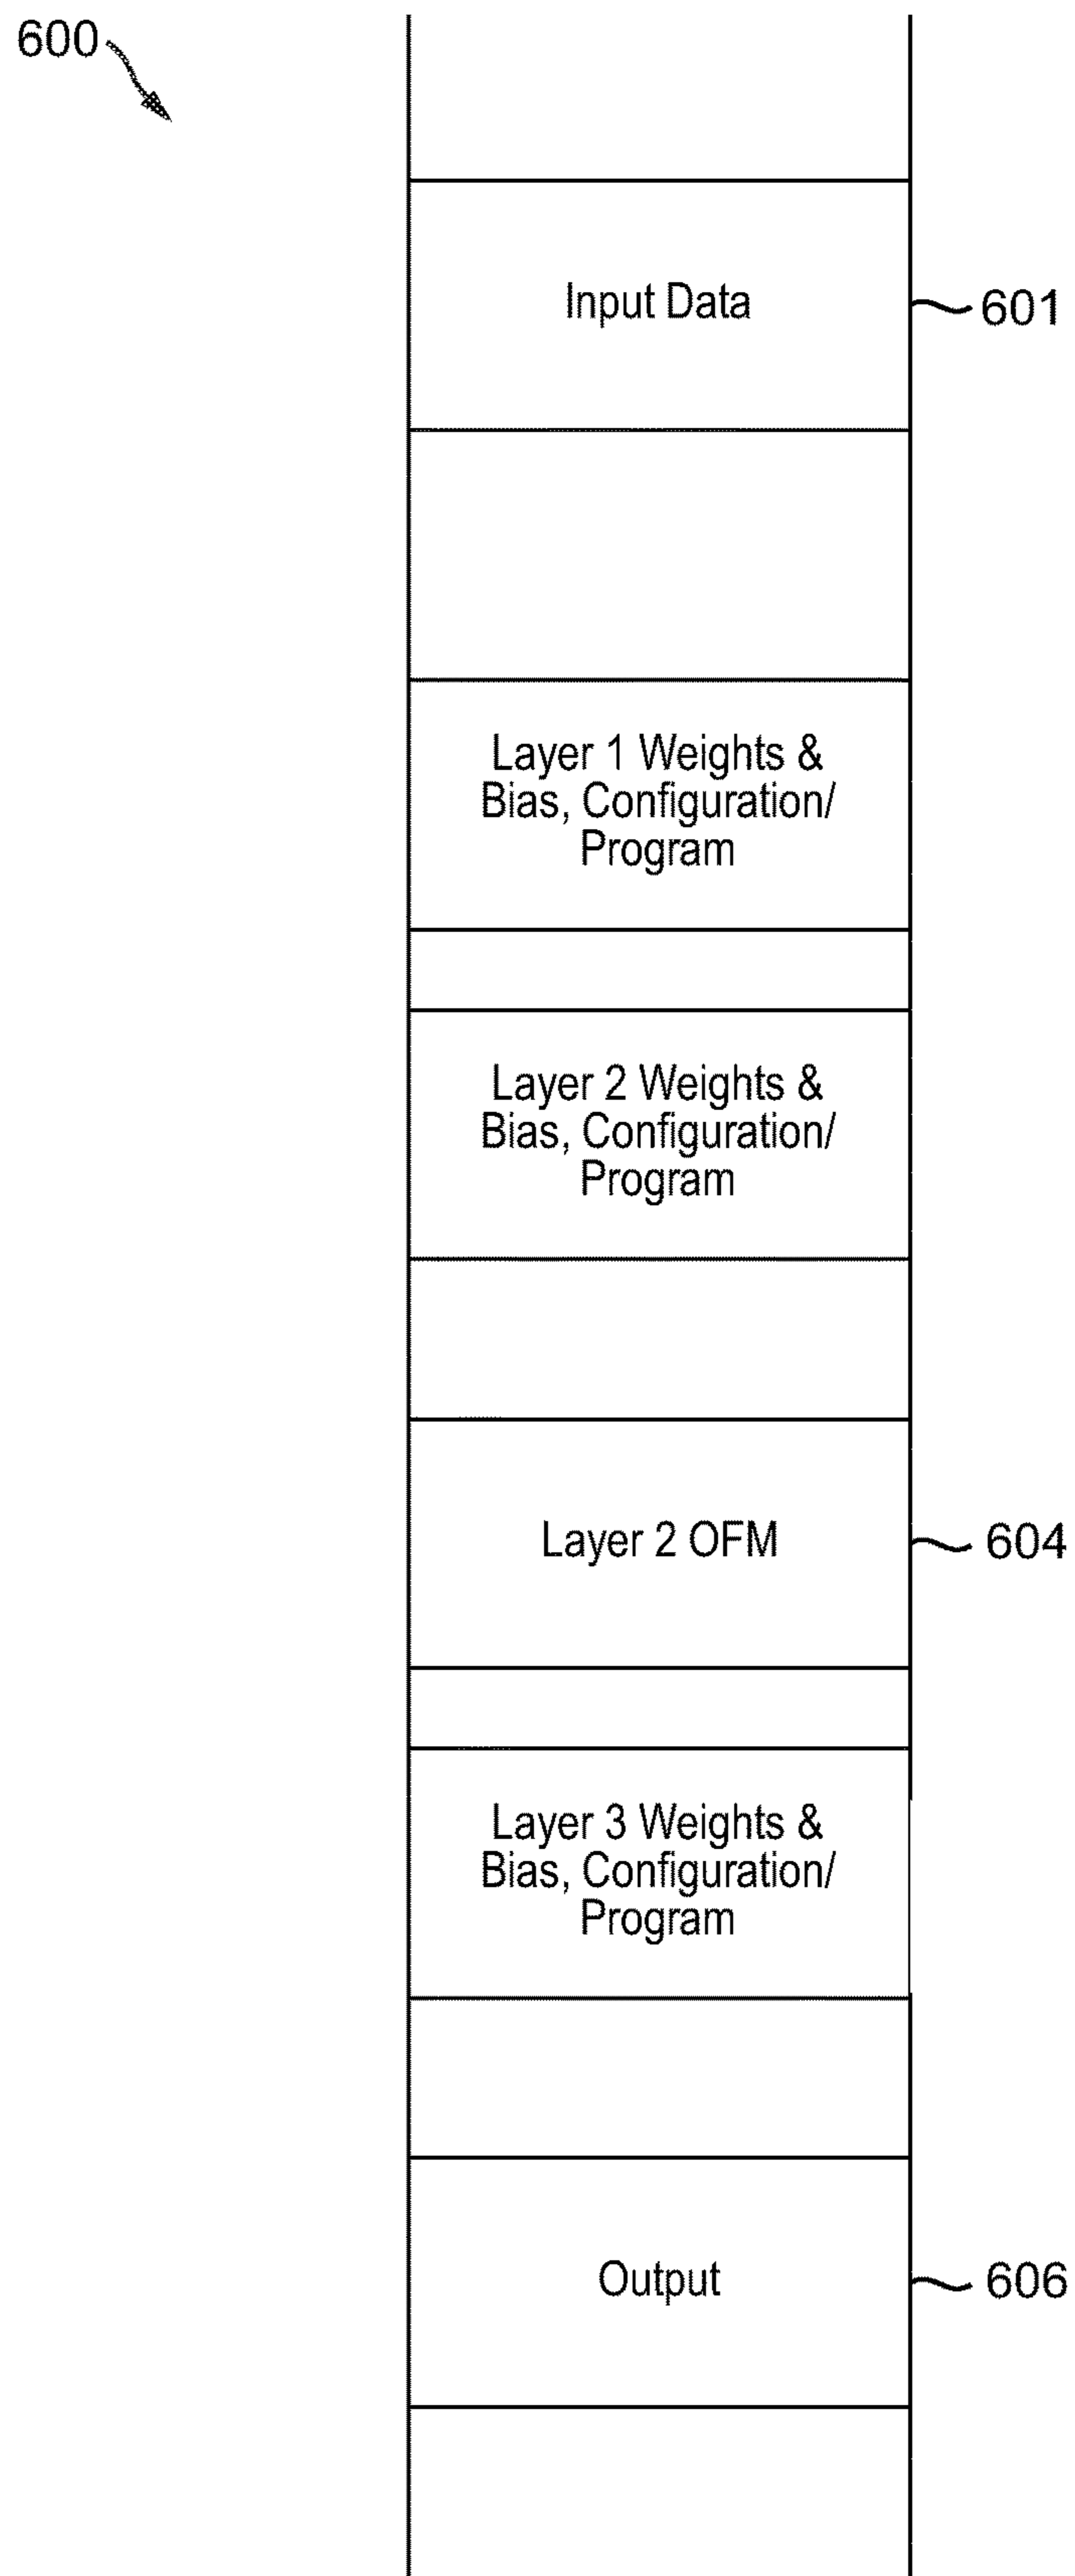 600
Input Data
601
Layer 1 Weights &
Bias, Configuration/
Program
Layer 2 Weights &
Bias, Configuration/
Program
Layer 2 OFM
604
Layer 3 Weights &
Bias, Configuration/
Program
Output
606